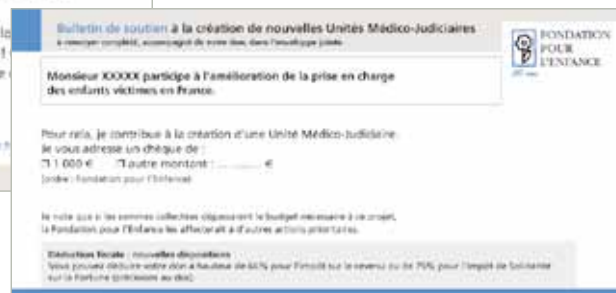 Bulletin de soutien à la création de nouvelles Unités Médico-Judiciaires
à renvoyer complété, accompagné de votre don, dans l'enveloppe jointe
FONDATION
POUR
L'ENFANCE
Monsieur XXXXX participe à l'amélioration de la prise en charge
des enfants victimes en France.
Pour cela, je contribue à la création d'une Unité Médico-Judiciaire.
Je vous adresse un chèque de :
❒ 1 000 € ❒ autre montant : ............ €
(ordre : Fondation pour l'Enfance)
Je note que si les sommes collectées dépassaient le budget nécessaire à ce projet,
la Fondation pour l'Enfance les affecterait à d'autres actions prioritaires.
Déduction fiscale : nouvelles dispositions
Vous pouvez déduire votre don à hauteur de 66% pour l'impôt sur le revenu ou de 75% pour l'Impôt de Solidarité
sur la Fortune (précisions au dos)